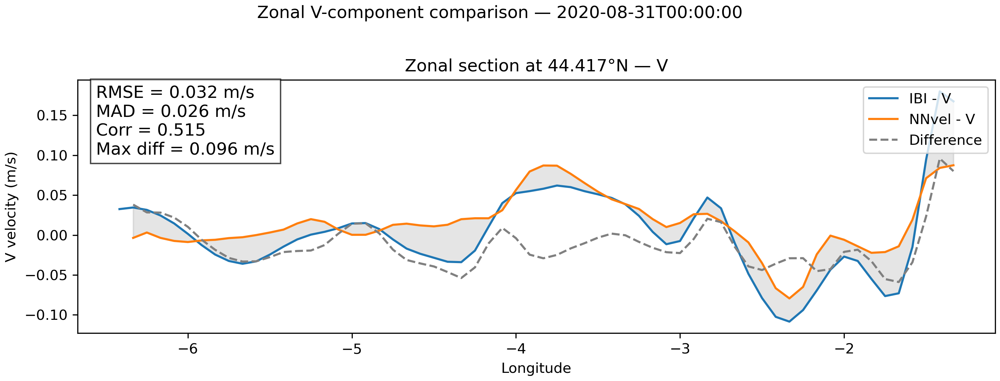 Zonal V-component comparison — 2020-08-31T00:00:00
Zonal section at 44.417°N — V
RMSE = 0.032 m/s
MAD = 0.026 m/s
Corr = 0.515
Max diff = 0.096 m/s
IBI - V
NNvel - V
Difference
V velocity (m/s)
0.15
0.10
0.05
0.00
−0.05
−0.10
−6
−5
−4
−3
−2
Longitude